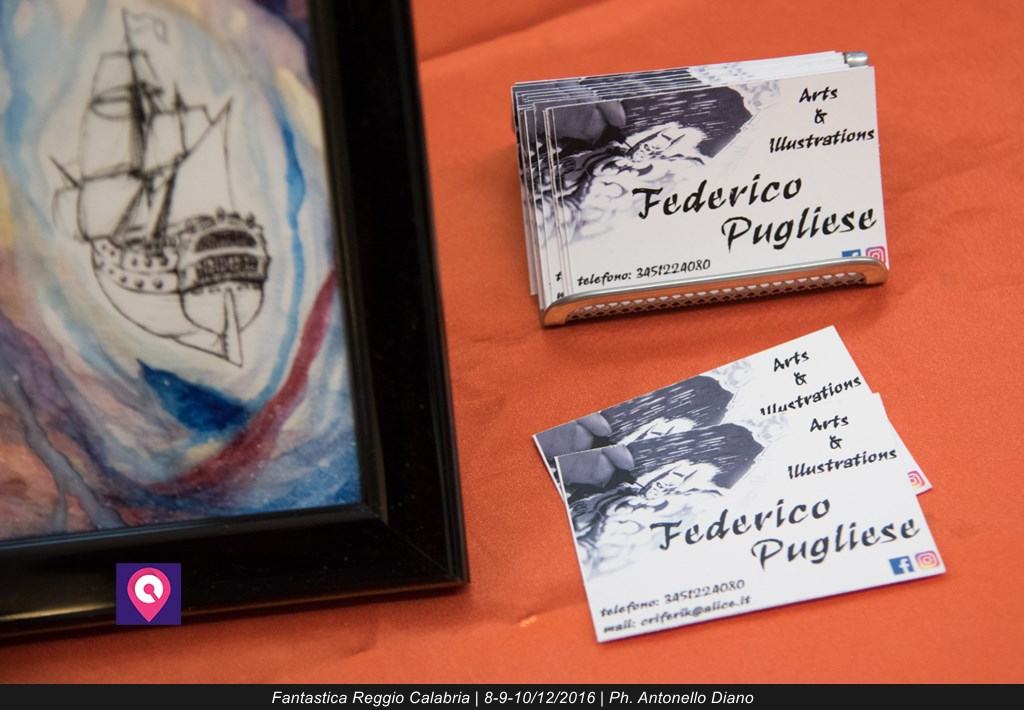 Arts
&
Illustrations
Federico
Pugliese
telefono: 3451224080
Arts
&
Illustrations
Arts
&
Illustrations
Federico
Pugliese
telefono: 3451224080
mail: criferik@alice.it
Fantastica Reggio Calabria | 8-9-10/12/2016 | Ph. Antonello Diano